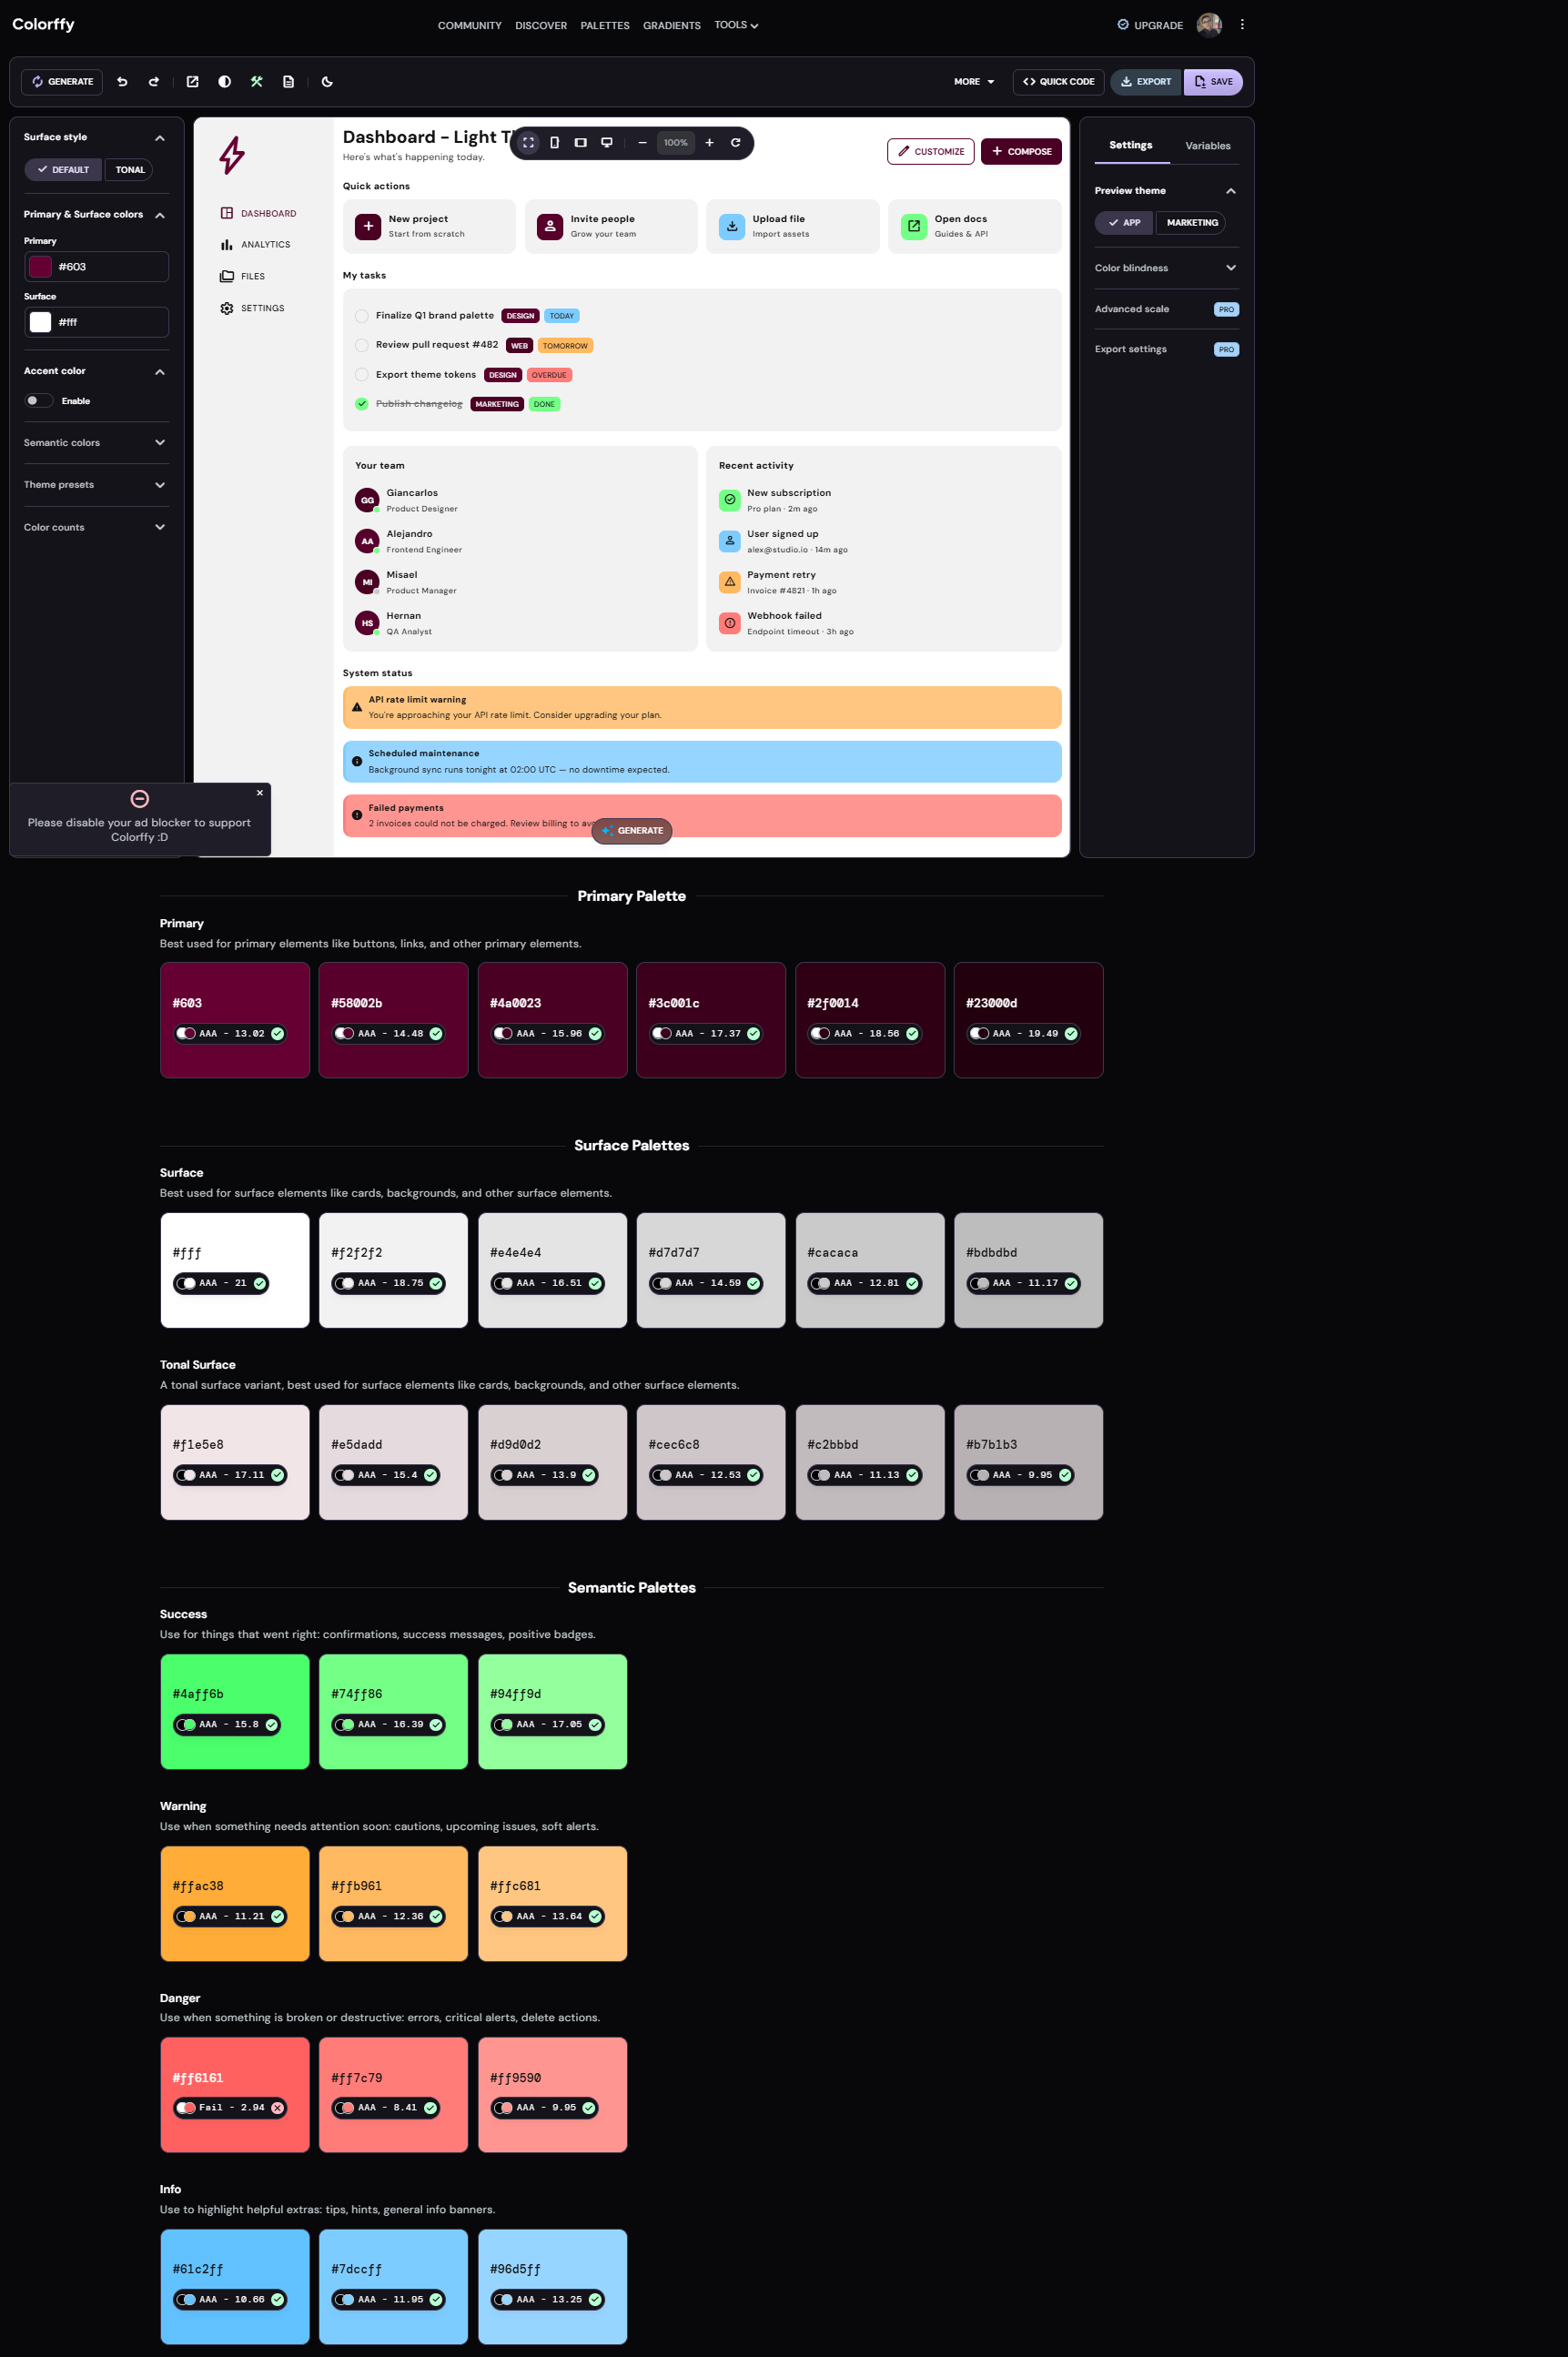 Colorffy
COMMUNITY DISCOVER PALETTES GRADIENTS TOOLS
UPGRADE
GENERATE
MORE
QUICK CODE
EXPORT
SAVE
Surface style
DEFAULT
TONAL
Primary & Surface colors
Primary
#603
Surface
#fff
Accent color
Enable
Semantic colors
Theme presets
Color counts
Please disable your ad blocker to support
Colorffy :D
DASHBOARD
ANALYTICS
FILES
SETTINGS
Dashboard - Light T
Here's what's happening today.
100%
CUSTOMIZE
COMPOSE
Quick actions
New project
Start from scratch
Invite people
Grow your team
Upload file
Import assets
Open docs
Guides & API
My tasks
Finalize Q1 brand palette DESIGN TODAY
Review pull request #482 WEB TOMORROW
Export theme tokens DESIGN OVERDUE
Publish changelog MARKETING DONE
Your team
GG
Giancarlos
Product Designer
AA
Alejandro
Frontend Engineer
MI
Misael
Product Manager
HS
Hernan
QA Analyst
Recent activity
New subscription
Pro plan · 2m ago
User signed up
alex@studio.io · 14m ago
Payment retry
Invoice #4821 · 1h ago
Webhook failed
Endpoint timeout · 3h ago
System status
API rate limit warning
You're approaching your API rate limit. Consider upgrading your plan.
Scheduled maintenance
Background sync runs tonight at 02:00 UTC — no downtime expected.
Failed payments
2 invoices could not be charged. Review billing to
GENERATE
Settings
Variables
Preview theme
APP
MARKETING
Color blindness
Advanced scale PRO
Export settings PRO
Primary Palette
Primary
Best used for primary elements like buttons, links, and other primary elements.
#603 #58002b #4a0023 #3c001c #2f0014 #23000d
AAA - 13.02 AAA - 14.48 AAA - 15.96 AAA - 17.37 AAA - 18.56 AAA - 19.49
Surface Palettes
Surface
Best used for surface elements like cards, backgrounds, and other surface elements.
#fff #f2f2f2 #e4e4e4 #d7d7d7 #cacaca #bdbdbd
AAA - 21 AAA - 18.75 AAA - 16.51 AAA - 14.59 AAA - 12.81 AAA - 11.17
Tonal Surface
A tonal surface variant, best used for surface elements like cards, backgrounds, and other surface elements.
#f1e5e8 #e5dadd #d9d0d2 #cec6c8 #c2bbbd #b7b1b3
AAA - 17.11 AAA - 15.4 AAA - 13.9 AAA - 12.53 AAA - 11.13 AAA - 9.95
Semantic Palettes
Success
Use for things that went right: confirmations, success messages, positive badges.
#4aff6b #74ff86 #94ff9d
AAA - 15.8 AAA - 16.39 AAA - 17.05
Warning
Use when something needs attention soon: cautions, upcoming issues, soft alerts.
#ffac38 #ffb961 #ffc681
AAA - 11.21 AAA - 12.36 AAA - 13.64
Danger
Use when something is broken or destructive: errors, critical alerts, delete actions.
#ff6161 #ff7c79 #ff9590
Fail - 2.94 AAA - 8.41 AAA - 9.95
Info
Use to highlight helpful extras: tips, hints, general info banners.
#61c2ff #7dccff #96d5ff
AAA - 10.66 AAA - 11.95 AAA - 13.25